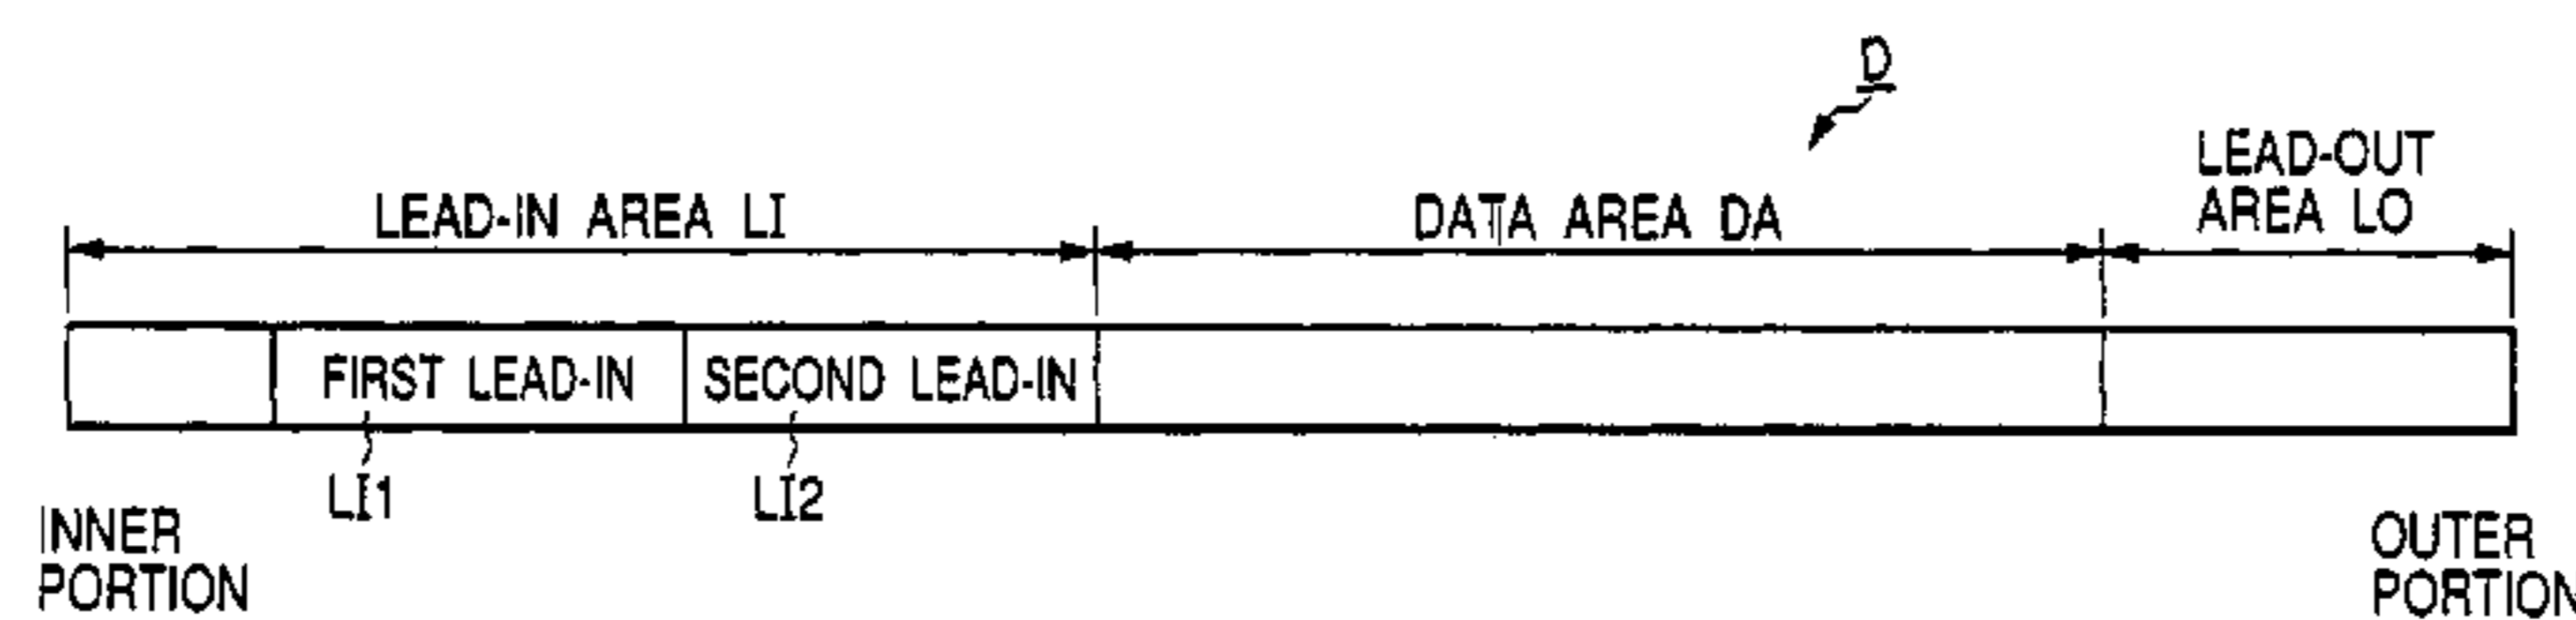 D
LEAD-OUT
AREA LO
LEAD-IN AREA LI
DATA AREA DA
FIRST LEAD-IN
SECOND LEAD-IN
LI1
LI2
INNER
PORTION
OUTER
PORTION